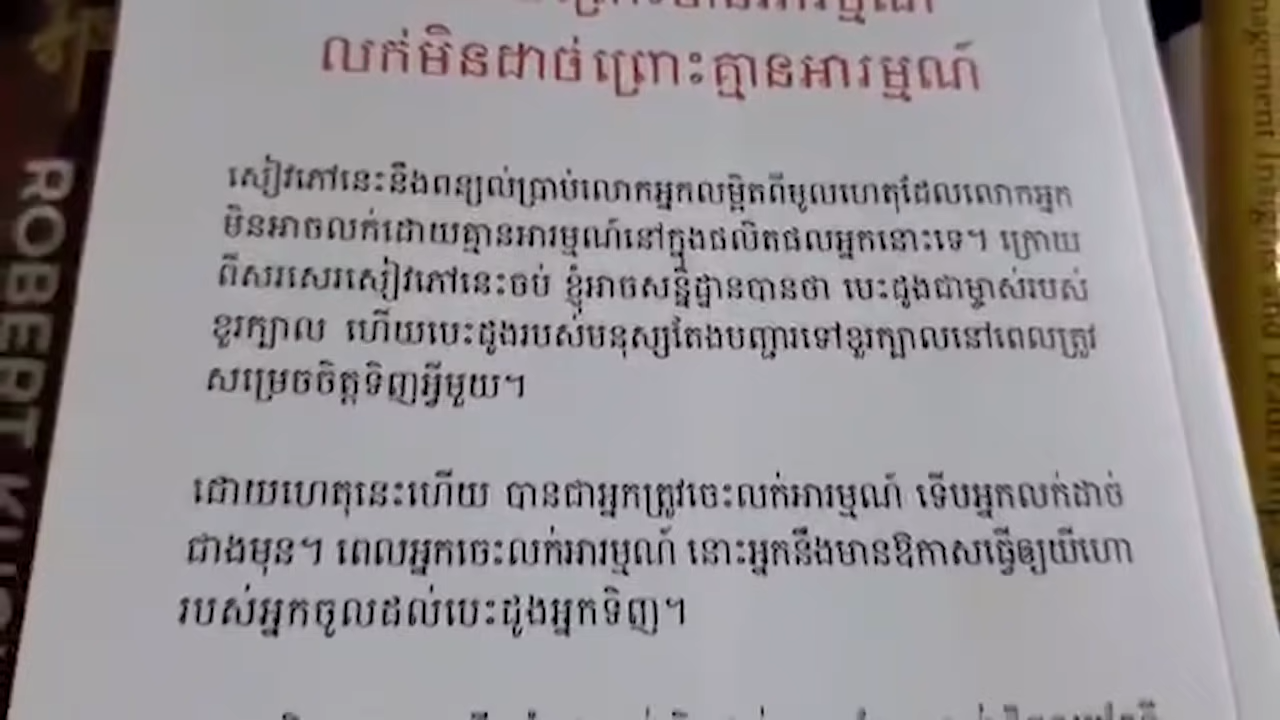 លក់មិនដាច់ព្រោះគ្មានអារម្មណ៍
សៀវភៅនេះនឹងពន្យល់ប្រាប់លោកអ្នកលម្អិតពីមូលហេតុដែលលោកអ្នក
មិនអាចលក់ដោយគ្មានអារម្មណ៍នៅក្នុងផលិតផលអ្នកនោះទេ។ ក្រោយ
ពីសរសេរសៀវភៅនេះចប់ ខ្ញុំអាចសន្និដ្ឋានបានថា បេះដូងជាម្ចាស់របស់
ខួរក្បាល ហើយបេះដូងរបស់មនុស្សតែងបញ្ជារទៅខួរក្បាលនៅពេលត្រូវ
សម្រេចចិត្តទិញអ្វីមួយ។
ដោយហេតុនេះហើយ បានជាអ្នកត្រូវចេះលក់អារម្មណ៍ ទើបអ្នកលក់ដាច់
ជាងមុន។ ពេលអ្នកចេះលក់អារម្មណ៍ នោះអ្នកនឹងមានឱកាសធ្វើឲ្យយីហោ
របស់អ្នកចូលដល់បេះដូងអ្នកទិញ។
ROBERT